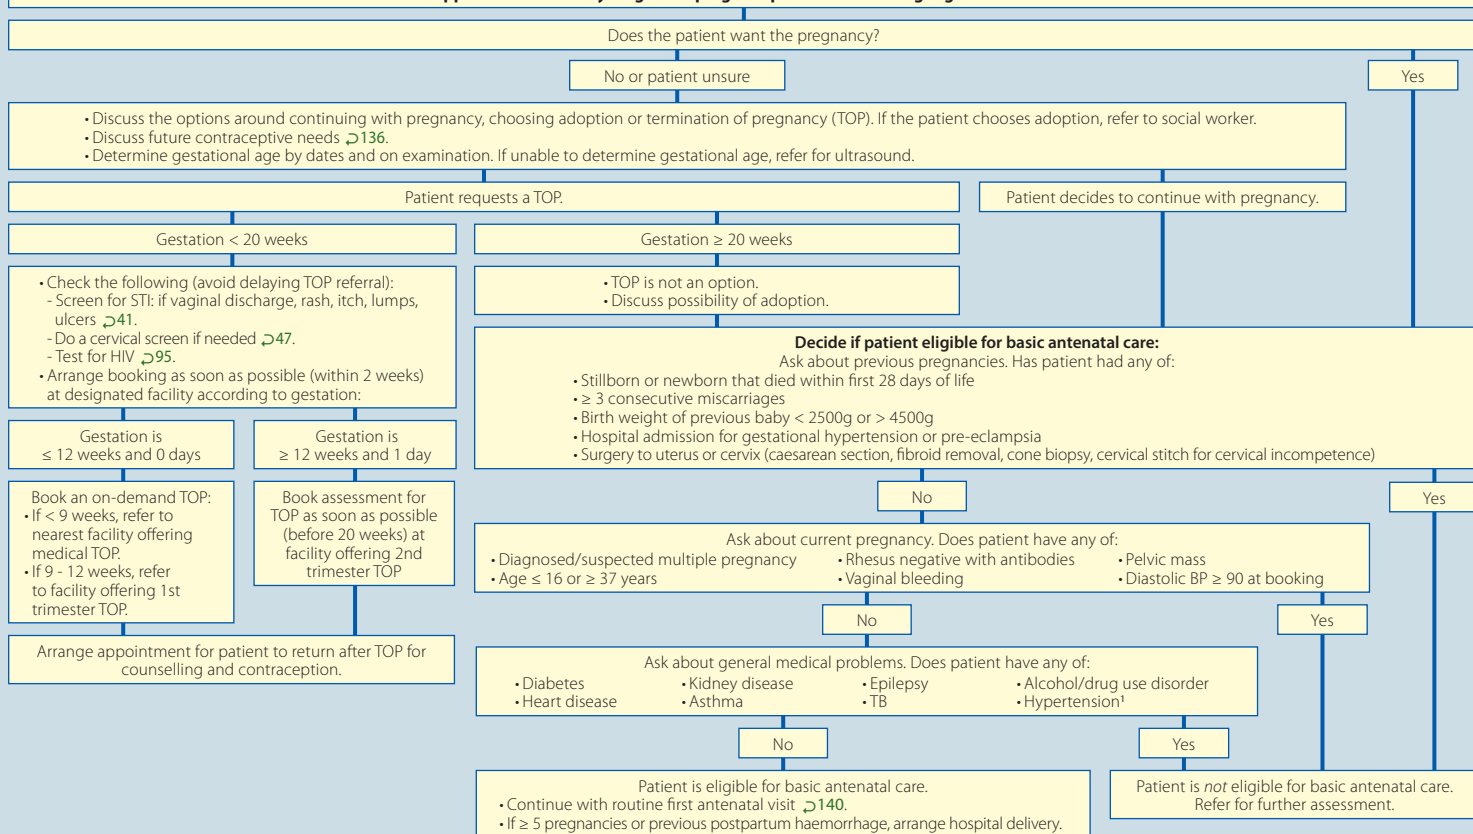 Does the patient want the pregnancy?
No or patient unsure
Yes
• Discuss the options around continuing with pregnancy, choosing adoption or termination of pregnancy (TOP). If the patient chooses adoption, refer to social worker.
• Discuss future contraceptive needs ⮌136.
• Determine gestational age by dates and on examination. If unable to determine gestational age, refer for ultrasound.
Patient requests a TOP.
Patient decides to continue with pregnancy.
Gestation < 20 weeks
Gestation ≥ 20 weeks
• Check the following (avoid delaying TOP referral):
- Screen for STI: if vaginal discharge, rash, itch, lumps,
ulcers ⮌41.
- Do a cervical screen if needed ⮌47.
- Test for HIV ⮌95.
• Arrange booking as soon as possible (within 2 weeks)
at designated facility according to gestation:
• TOP is not an option.
• Discuss possibility of adoption.
Gestation is
≤ 12 weeks and 0 days
Gestation is
≥ 12 weeks and 1 day
Book an on-demand TOP:
• If < 9 weeks, refer to
nearest facility offering
medical TOP.
• If 9 - 12 weeks, refer
to facility offering 1st
trimester TOP.
Book assessment for
TOP as soon as possible
(before 20 weeks) at
facility offering 2nd
trimester TOP
Arrange appointment for patient to return after TOP for
counselling and contraception.
Decide if patient eligible for basic antenatal care:
Ask about previous pregnancies. Has patient had any of:
• Stillborn or newborn that died within first 28 days of life
• ≥ 3 consecutive miscarriages
• Birth weight of previous baby < 2500g or > 4500g
• Hospital admission for gestational hypertension or pre-eclampsia
• Surgery to uterus or cervix (caesarean section, fibroid removal, cone biopsy, cervical stitch for cervical incompetence)
No
Yes
Ask about current pregnancy. Does patient have any of:
• Diagnosed/suspected multiple pregnancy • Rhesus negative with antibodies • Pelvic mass
• Age ≤ 16 or ≥ 37 years • Vaginal bleeding • Diastolic BP ≥ 90 at booking
No
Yes
Ask about general medical problems. Does patient have any of:
• Diabetes • Kidney disease • Epilepsy • Alcohol/drug use disorder
• Heart disease • Asthma • TB • Hypertension¹
No
Yes
Patient is eligible for basic antenatal care.
• Continue with routine first antenatal visit ⮌140.
• If ≥ 5 pregnancies or previous postpartum haemorrhage, arrange hospital delivery.
Patient is not eligible for basic antenatal care.
Refer for further assessment.